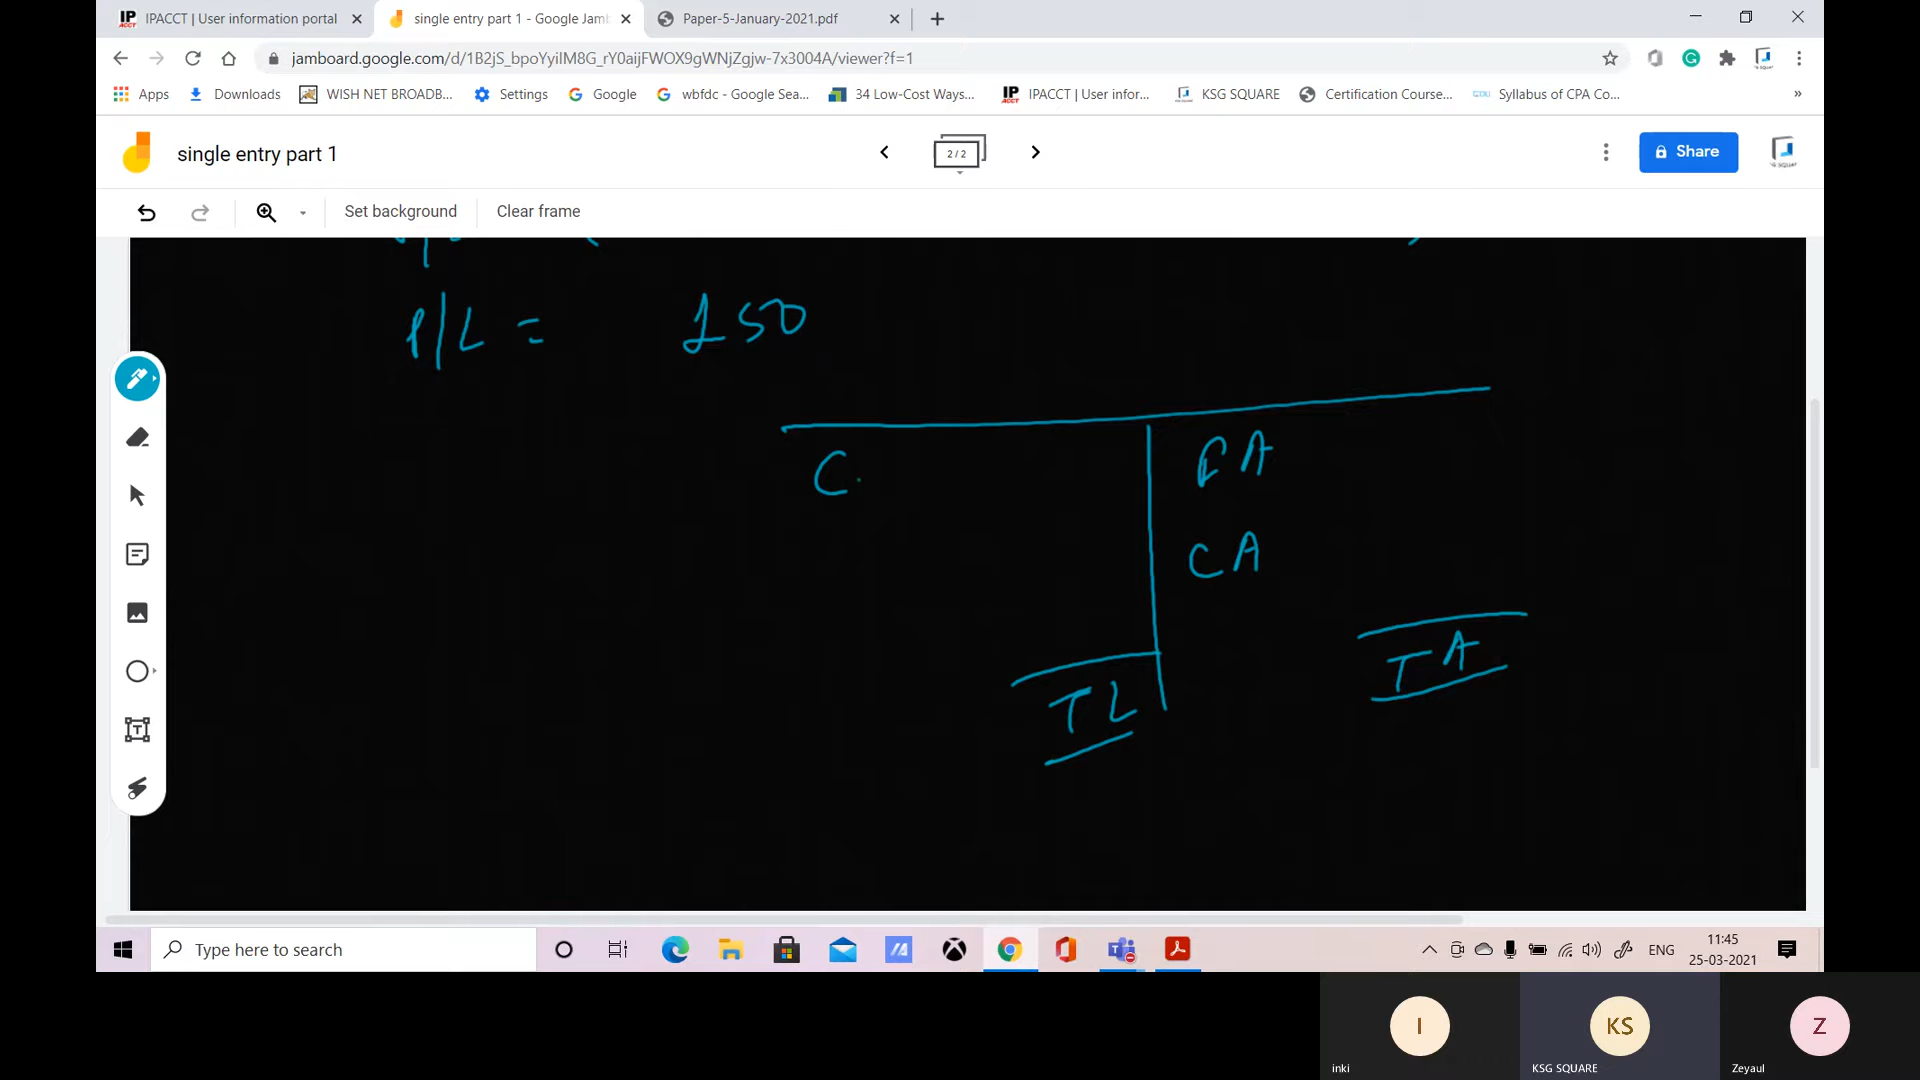 IPACCT | User information portal
single entry part 1 - Google Jamb
Paper-5-January-2021.pdf
jamboard.google.com/d/1B2jS_bpoYyiIM8G_rY0aijFWOX9gWNjZgjw-7x3004A/viewer?f=1
Apps Downloads WISH NET BROADB... Settings Google wbfdc - Google Sea... 34 Low-Cost Ways... IPACCT | User infor... KSG SQUARE Certification Course... Syllabus of CPA Co... »
single entry part 1
2 / 2
Share
Set background Clear frame
P/L = 150
C. FA
CA
TL TA
Type here to search
ENG
11:45
25-03-2021
I KS Z
inki KSG SQUARE Zeyaul